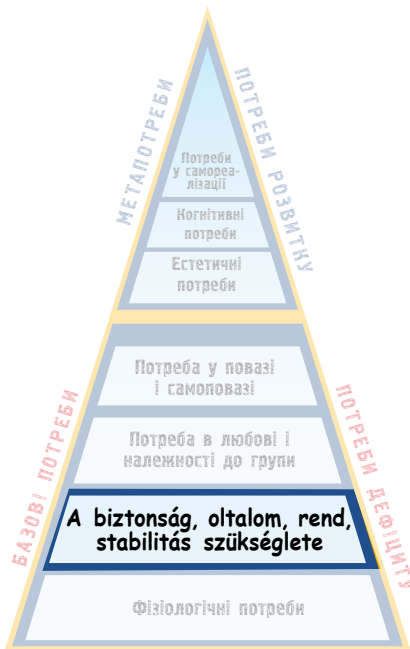 МЕТАПОТРЕБИ
ПОТРЕБИ РОЗВИТКУ
Потреби
у самореа-
лізації
Когнітивні
потреби
Естетичні
потреби
БАЗОВІ ПОТРЕБИ
ПОТРЕБИ ДЕФІЦИТУ
Потреба у повазі
і самоповазі
Потреба в любові і
належності до групи
A biztonság, oltalom, rend,
stabilitás szükséglete
Фізіологічні потреби